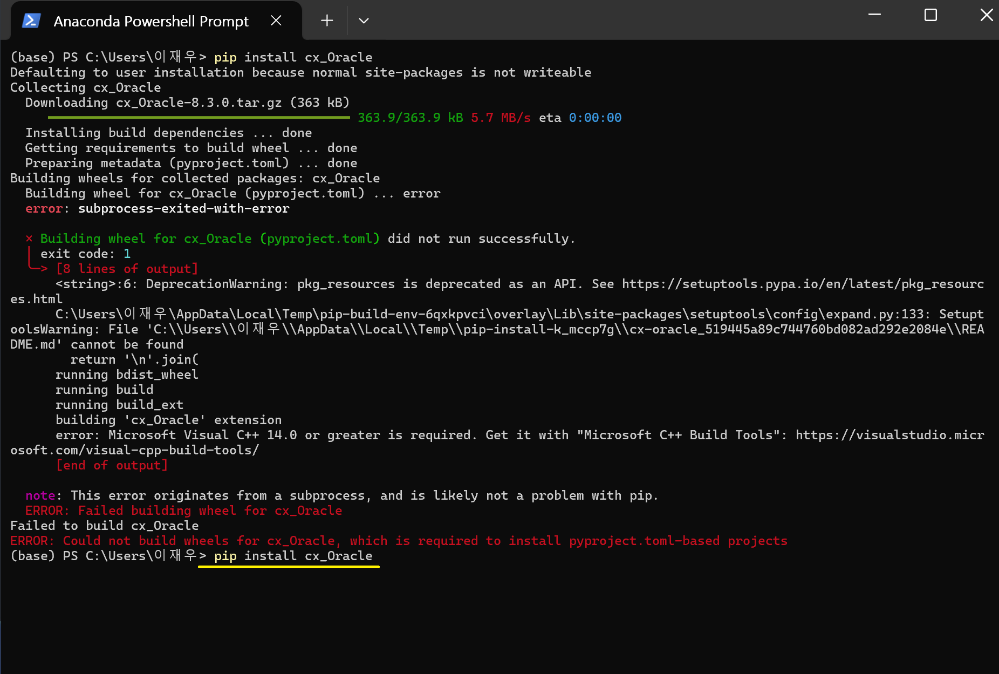 Anaconda Powershell Prompt
(base) PS C:\Users\이재우> pip install cx_Oracle
Defaulting to user installation because normal site-packages is not writeable
Collecting cx_Oracle
Downloading cx_Oracle-8.3.0.tar.gz (363 kB)
363.9/363.9 kB 5.7 MB/s eta 0:00:00
Installing build dependencies ... done
Getting requirements to build wheel ... done
Preparing metadata (pyproject.toml) ... done
Building wheels for collected packages: cx_Oracle
Building wheel for cx_Oracle (pyproject.toml) ... error
error: subprocess-exited-with-error
× Building wheel for cx_Oracle (pyproject.toml) did not run successfully.
│ exit code: 1
╰─> [8 lines of output]
<string>:6: DeprecationWarning: pkg_resources is deprecated as an API. See https://setuptools.pypa.io/en/latest/pkg_resourc
es.html
C:\Users\이재우\AppData\Local\Temp\pip-build-env-6qxkpvci\overlay\Lib\site-packages\setuptools\config\expand.py:133: Setupt
oolsWarning: File 'C:\\Users\\이재우\\AppData\\Local\\Temp\\pip-install-k_mccp7g\\cx-oracle_519445a89c744760bd082ad292e2084e\\REA
DME.md' cannot be found
return '\n'.join(
running bdist_wheel
running build
running build_ext
building 'cx_Oracle' extension
error: Microsoft Visual C++ 14.0 or greater is required. Get it with "Microsoft C++ Build Tools": https://visualstudio.micr
osoft.com/visual-cpp-build-tools/
[end of output]
note: This error originates from a subprocess, and is likely not a problem with pip.
ERROR: Failed building wheel for cx_Oracle
Failed to build cx_Oracle
ERROR: Could not build wheels for cx_Oracle, which is required to install pyproject.toml-based projects
(base) PS C:\Users\이재우> pip install cx_Oracle